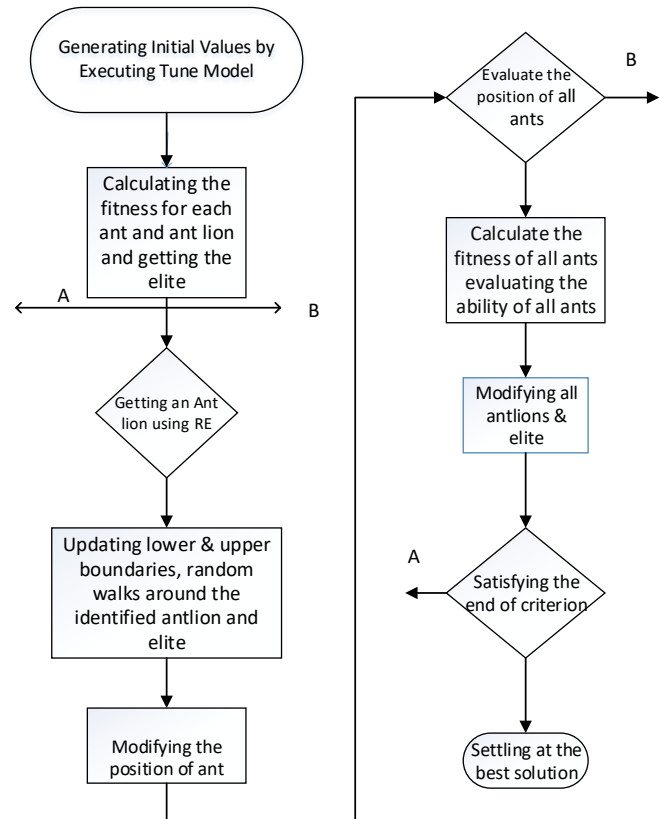 Generating Initial Values by
Executing Tune Model
Calculating the
fitness for each
ant and ant lion
and getting the
elite
A
B
Getting an Ant
lion using RE
Updating lower & upper
boundaries, random
walks around the
identified antlion and
elite
Modifying the
position of ant
Evaluate the
position of all
ants
B
Calculate the
fitness of all ants
evaluating the
ability of all ants
Modifying all
antlions &
elite
A
Satisfying the
end of criterion
Settling at the
best solution